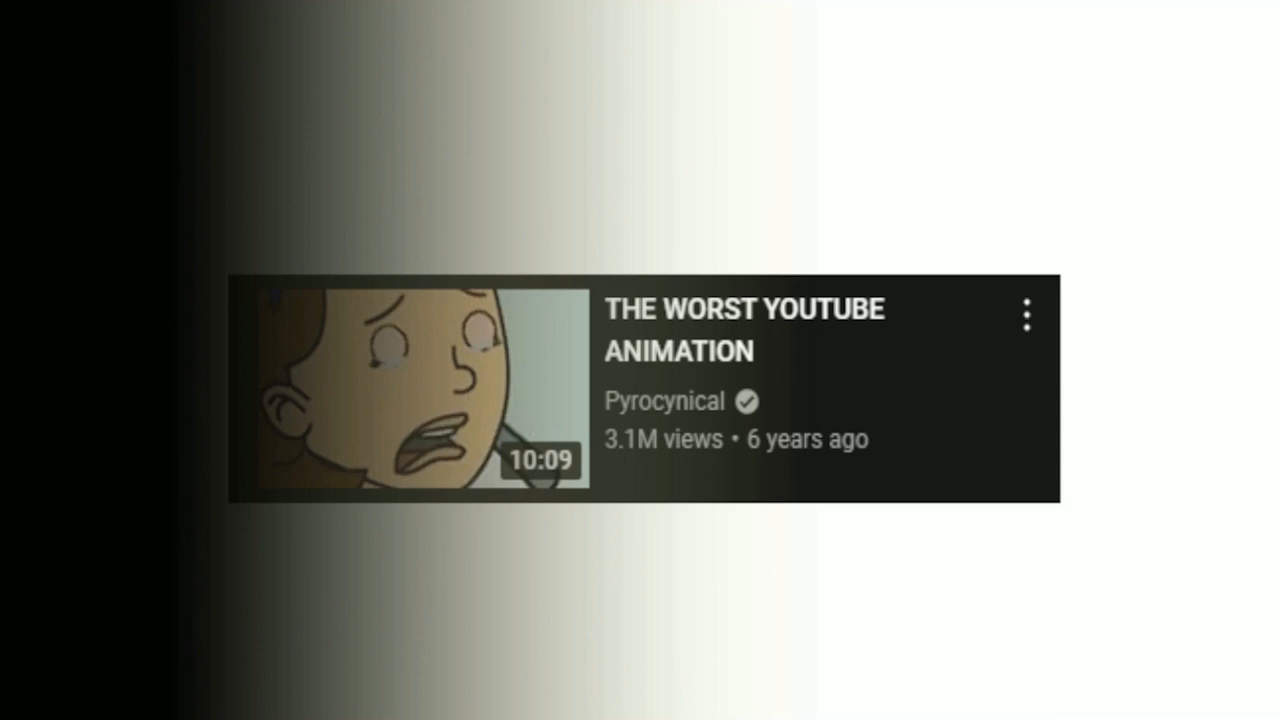 THE WORST YOUTUBE
ANIMATION
Pyrocynical
3.1M views • 6 years ago
10:09